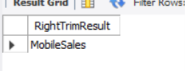 Result Grid Filter Rows:
RightTrimResult
MobileSales